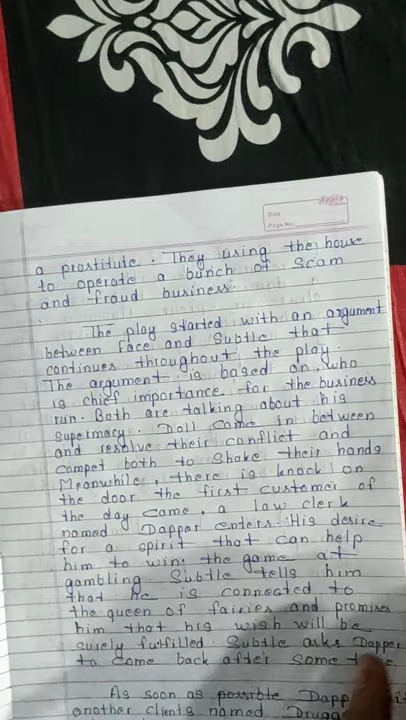 Date
Page No.
a prostitute. They using the house
to operate a bunch of scam
and fraud business.
The play started with an argument
between Face and Subtle that
continues throughout the play.
The argument is based on who
is chief importance for the business
run. Both are talking about his
supermacy. Doll came in between
and resolve their conflict and
compet both to shake their hands
Meanwhile, there is knock on
the door the first customer of
the day came, a law clerk
named Dapper enters. His desire
for a spirit that can help
him to win the game at
gambling. Subtle tells him
that he is connected to
the queen of fairies and promises
him that his wish will be
surely fulfilled. Subtle asks Dapper
to come back after some
As soon as possible
another clients named